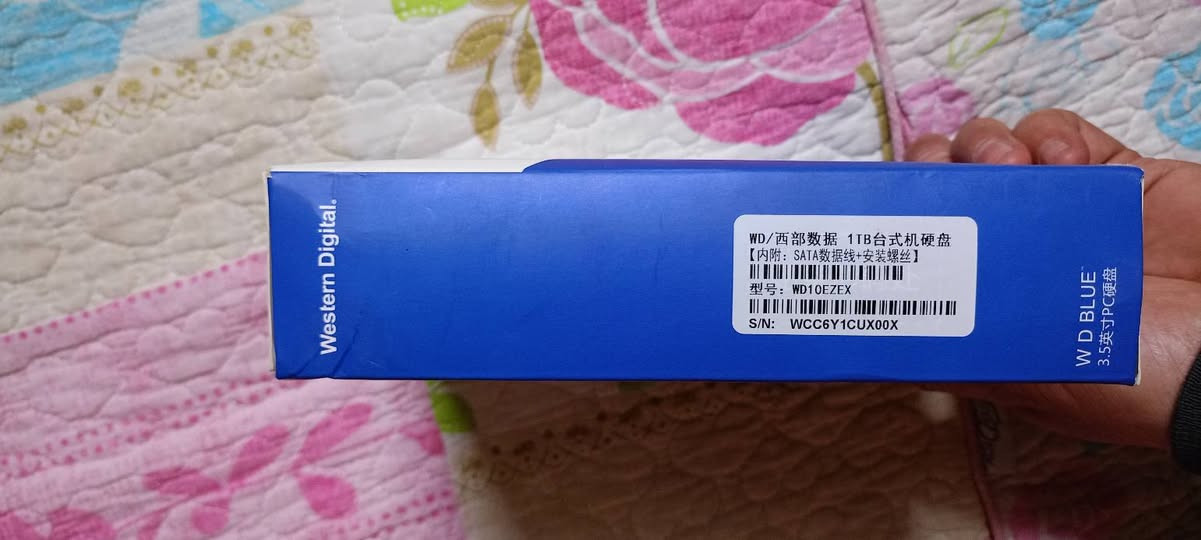 Western Digital.
WD/西部数据 1TB台式机硬盘
【内附：SATA数据线+安装螺丝】
型号：WD10EZEX
S/N: WCC6Y1CUX00X
WD BLUE™
3.5英寸PC硬盘